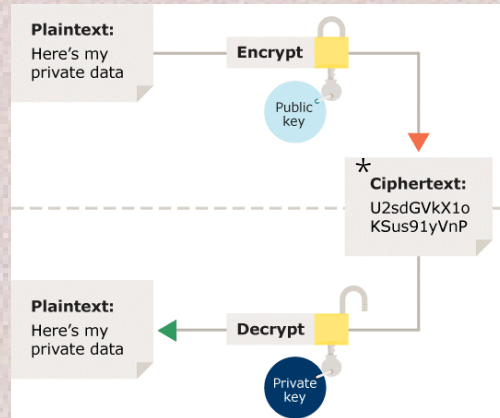 Plaintext:
Here's my
private data
Encrypt
Public
key
*
Ciphertext:
U2sdGVkX1o
KSus91yVnP
Plaintext:
Here's my
private data
Decrypt
Private
key